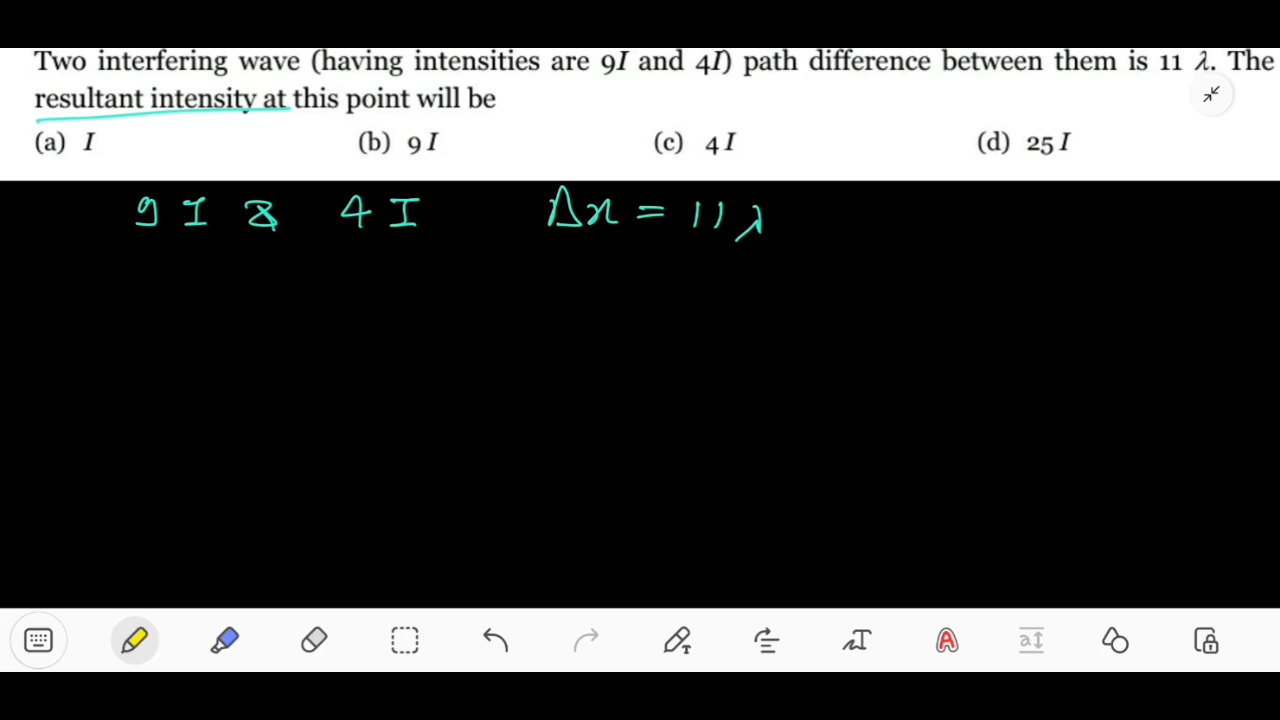 Two interfering wave (having intensities are 9I and 4I) path difference between them is 11 λ. The
resultant intensity at this point will be
(a) I (b) 9 I (c) 4 I (d) 25 I
9 I & 4 I Δx = 11 λ